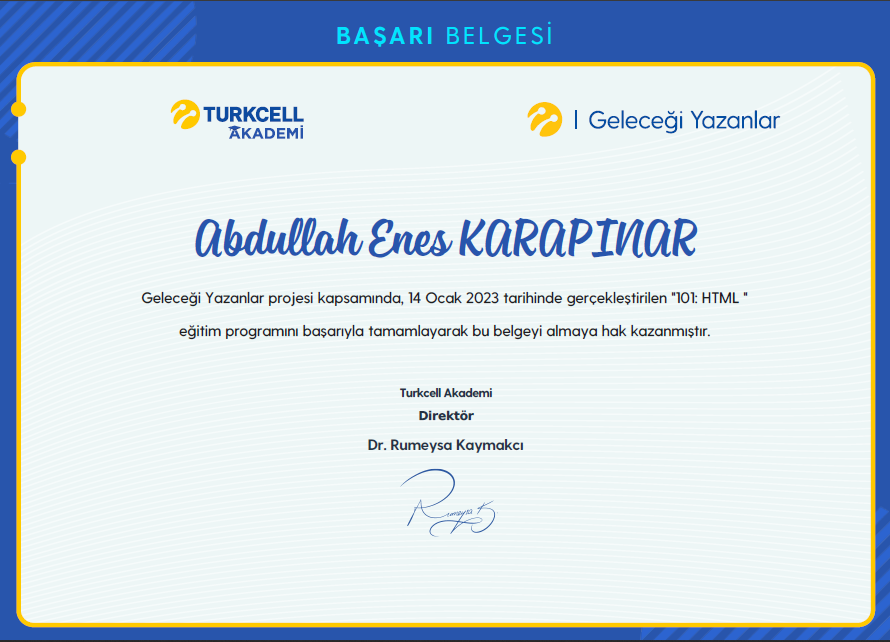 BAŞARI BELGESİ
TURKCELL
AKADEMİ
| Geleceği Yazanlar
Abdullah Enes KARAPINAR
Geleceği Yazanlar projesi kapsamında, 14 Ocak 2023 tarihinde gerçekleştirilen "101: HTML "
eğitim programını başarıyla tamamlayarak bu belgeyi almaya hak kazanmıştır.
Turkcell Akademi
Direktör
Dr. Rumeysa Kaymakcı
Rumeysa K